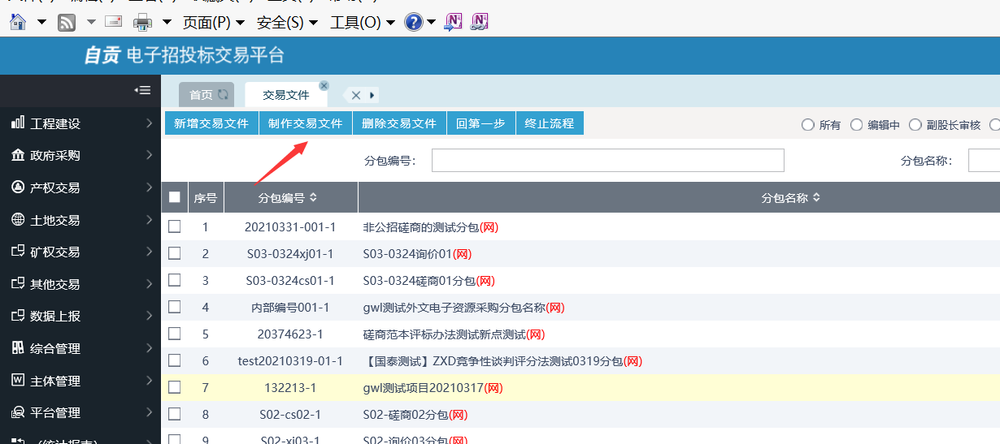 页面(P) 安全(S) 工具(O)
自贡 电子招投标交易平台
首页 交易文件
新增交易文件 制作交易文件 删除交易文件 回第一步 终止流程
所有 编辑中 副股长审核
分包编号: 分包名称:
序号 分包编号 分包名称
1 20210331-001-1 非公招磋商的测试分包(网)
2 S03-0324xj01-1 S03-0324询价01(网)
3 S03-0324cs01-1 S03-0324磋商01分包(网)
4 内部编号001-1 gwl测试外文电子资源采购分包名称(网)
5 20374623-1 磋商范本评标办法测试新点测试(网)
6 test20210319-01-1 【国泰测试】ZXD竞争性谈判评分法测试0319分包(网)
7 132213-1 gwl测试项目20210317(网)
8 S02-cs02-1 S02-磋商02分包(网)
9 S02-xj03-1 S02-询价03分包(网)
工程建设
政府采购
产权交易
土地交易
矿权交易
其他交易
数据上报
综合管理
主体管理
平台管理